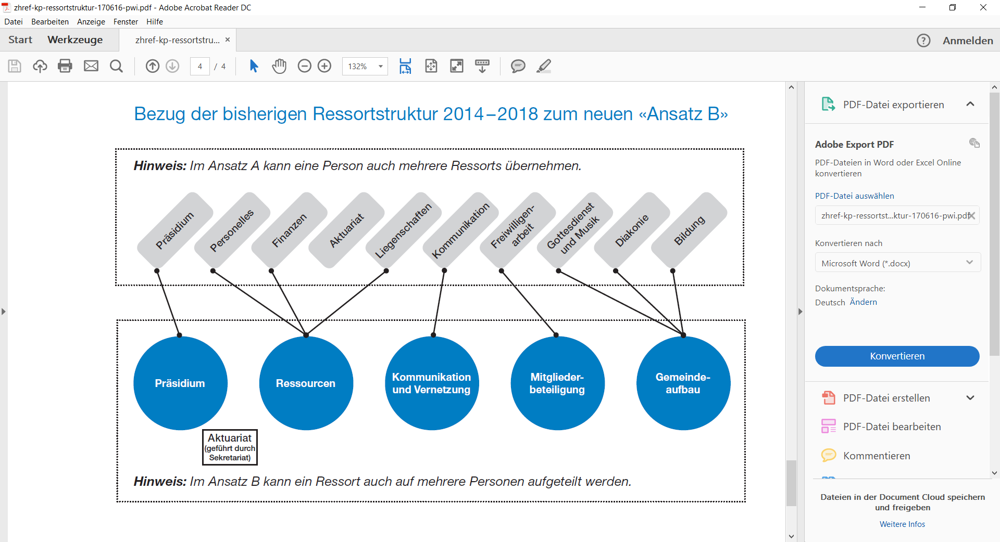 zhref-kp-ressortstruktur-170616-pwi.pdf - Adobe Acrobat Reader DC
Datei Bearbeiten Anzeige Fenster Hilfe
Start Werkzeuge zhref-kp-ressortstru... × ? Anmelden
4 / 4 132%
Bezug der bisherigen Ressortstruktur 2014–2018 zum neuen «Ansatz B»
Hinweis: Im Ansatz A kann eine Person auch mehrere Ressorts übernehmen.
Präsidium
Personelles
Finanzen
Aktuariat
Liegenschaften
Kommunikation
Freiwilligen-
arbeit
Gottesdienst
und Musik
Diakonie
Bildung
Präsidium
Ressourcen
Kommunikation
und Vernetzung
Mitglieder-
beteiligung
Gemeinde-
aufbau
Aktuariat
(geführt durch
Sekretariat)
Hinweis: Im Ansatz B kann ein Ressort auch auf mehrere Personen aufgeteilt werden.
PDF-Datei exportieren
Adobe Export PDF
PDF-Dateien in Word oder Excel Online
konvertieren
PDF-Datei auswählen
zhref-kp-ressortst...ktur-170616-pwi.pdf
Konvertieren nach
Microsoft Word (*.docx)
Dokumentsprache:
Deutsch Ändern
Konvertieren
PDF-Datei erstellen
PDF-Datei bearbeiten
Kommentieren
Dateien in der Document Cloud speichern
und freigeben
Weitere Infos